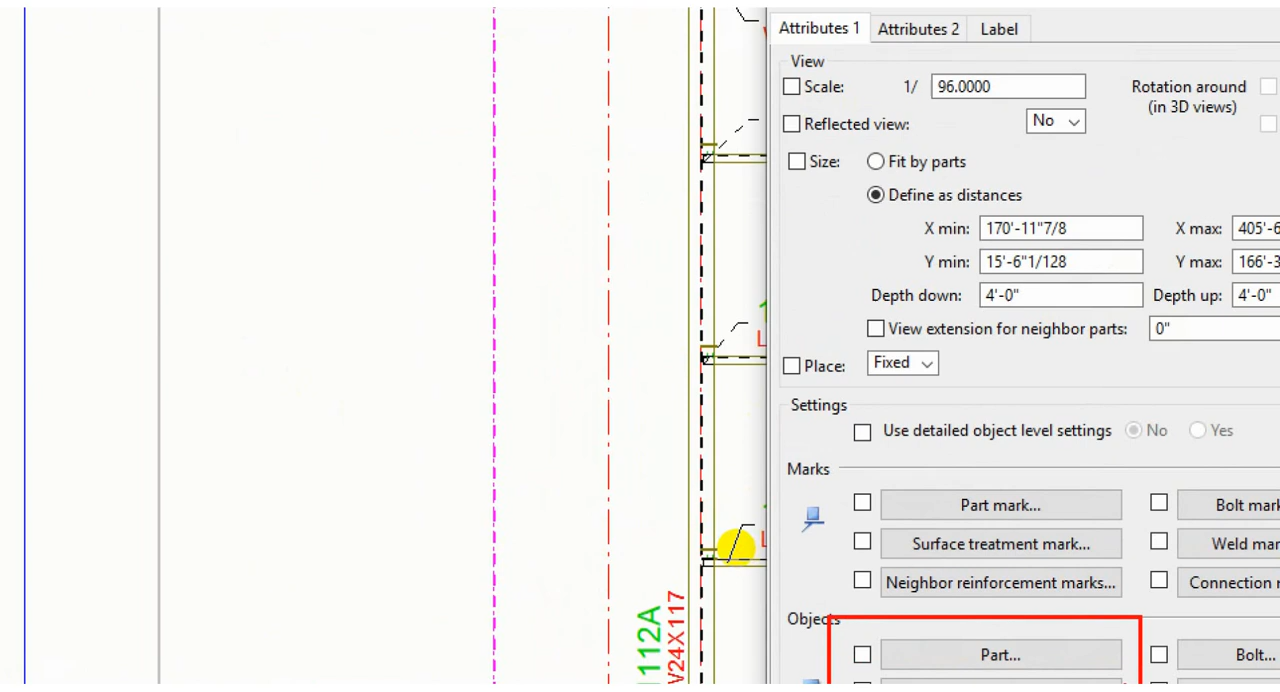 Attributes 1 Attributes 2 Label
View
Scale: 1/ 96.0000 Rotation around
(in 3D views)
Reflected view: No
Size: Fit by parts
Define as distances
X min: 170'-11"7/8 X max: 405'-6
Y min: 15'-6"1/128 Y max: 166'-3
Depth down: 4'-0" Depth up: 4'-0"
View extension for neighbor parts: 0"
Place: Fixed
Settings
Use detailed object level settings No Yes
Marks
Part mark... Bolt mark
Surface treatment mark... Weld mar
Neighbor reinforcement marks... Connection
Objects
Part... Bolt...
1112A
W24X117